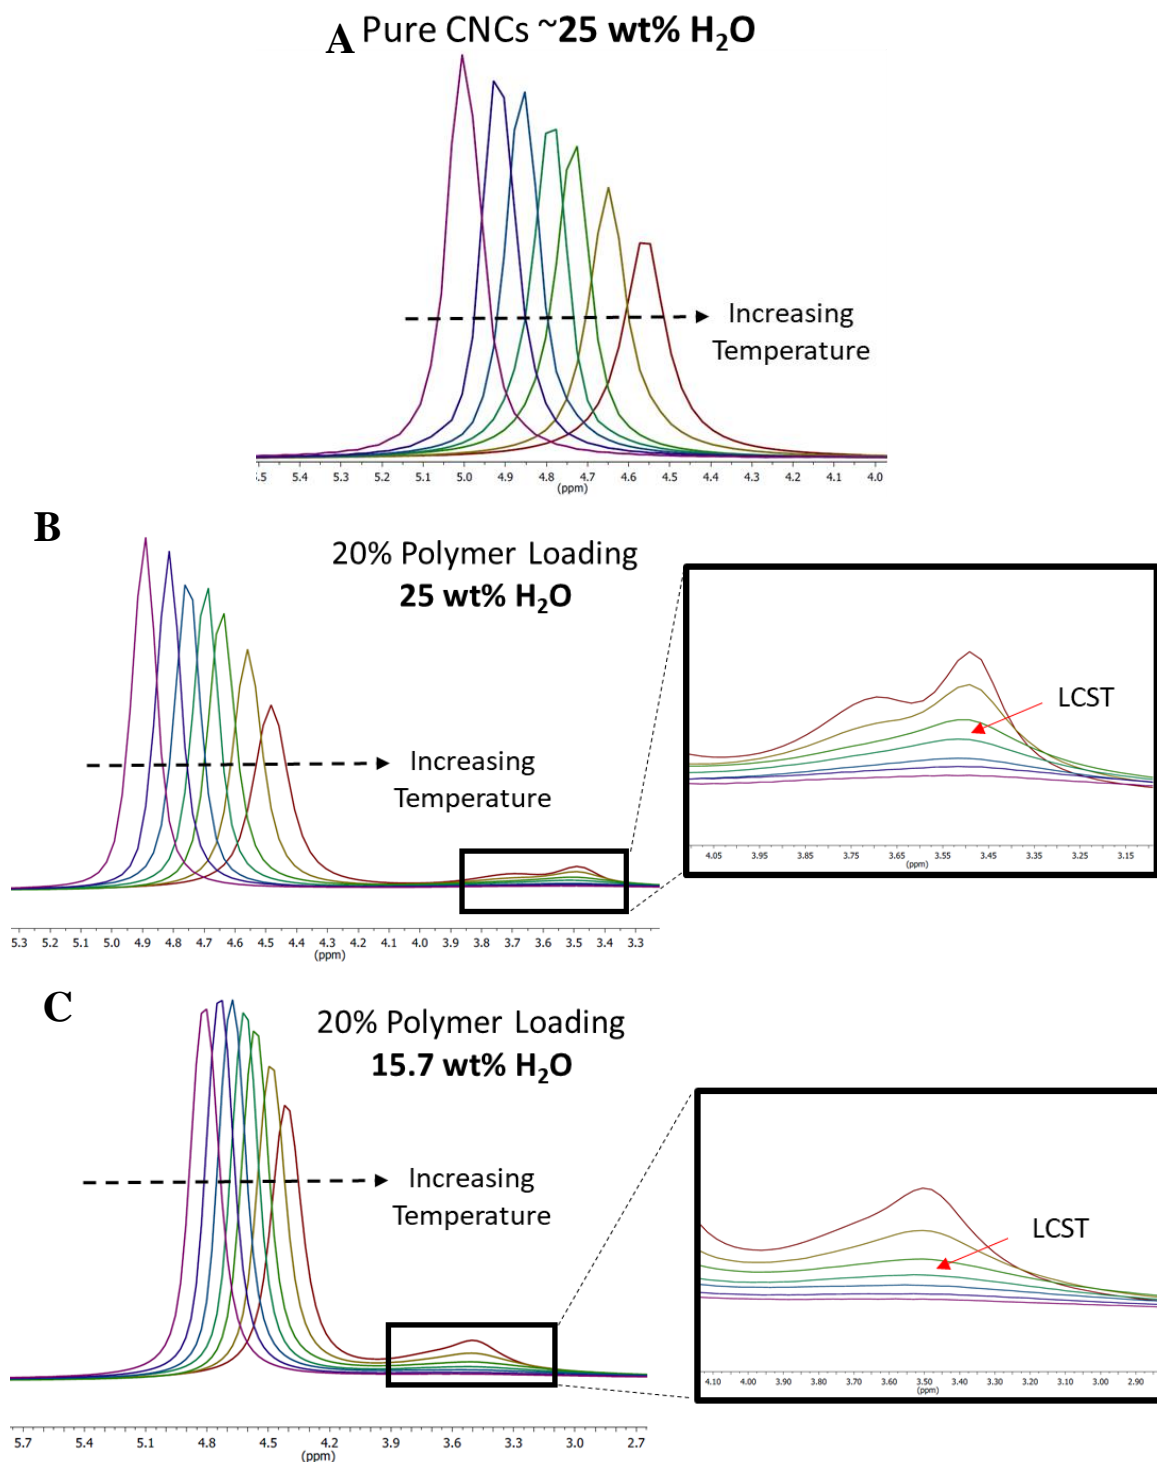 A Pure CNCs ~25 wt% H₂O
Increasing
Temperature
.5 5.4 5.3 5.2 5.1 5.0 4.9 4.8 4.7 4.6 4.5 4.4 4.3 4.2 4.1 4.0
(ppm)
B
20% Polymer Loading
25 wt% H₂O
Increasing
Temperature
LCST
4.05 3.95 3.85 3.75 3.65 3.55 3.45 3.35 3.25 3.15
(ppm)
5.3 5.2 5.1 5.0 4.9 4.8 4.7 4.6 4.5 4.4 4.3 4.2 4.1 4.0 3.9 3.8 3.7 3.6 3.5 3.4 3.3
(ppm)
C
20% Polymer Loading
15.7 wt% H₂O
Increasing
Temperature
LCST
4.10 4.00 3.90 3.80 3.70 3.60 3.50 3.40 3.30 3.20 3.10 3.00 2.90
(ppm)
5.7 5.4 5.1 4.8 4.5 4.2 3.9 3.6 3.3 3.0 2.7
(ppm)